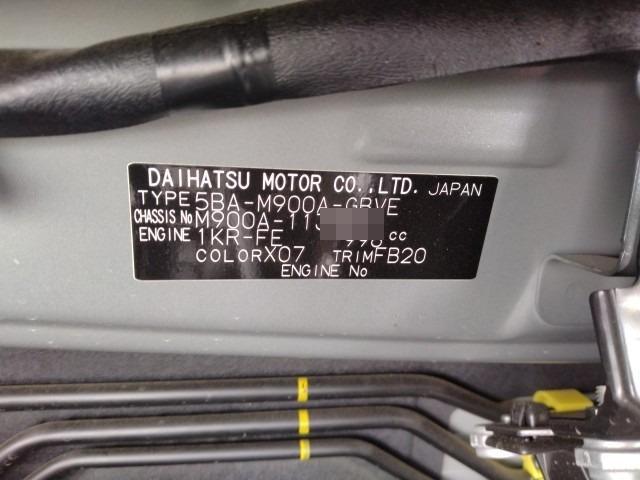 DAIHATSU MOTOR CO.,LTD. JAPAN
TYPE 5BA-M900A-GBVE
CHASSIS No M900A-11
ENGINE 1KR-FE 996 CC
COLOR X07 TRIM FB20
ENGINE No